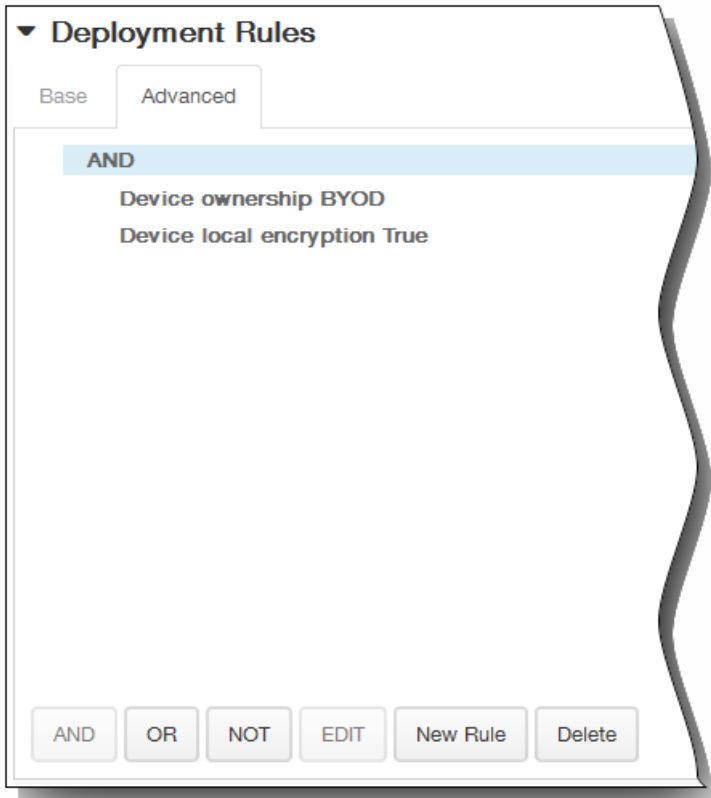 Deployment Rules
Base Advanced
AND
Device ownership BYOD
Device local encryption True
AND OR NOT EDIT New Rule Delete